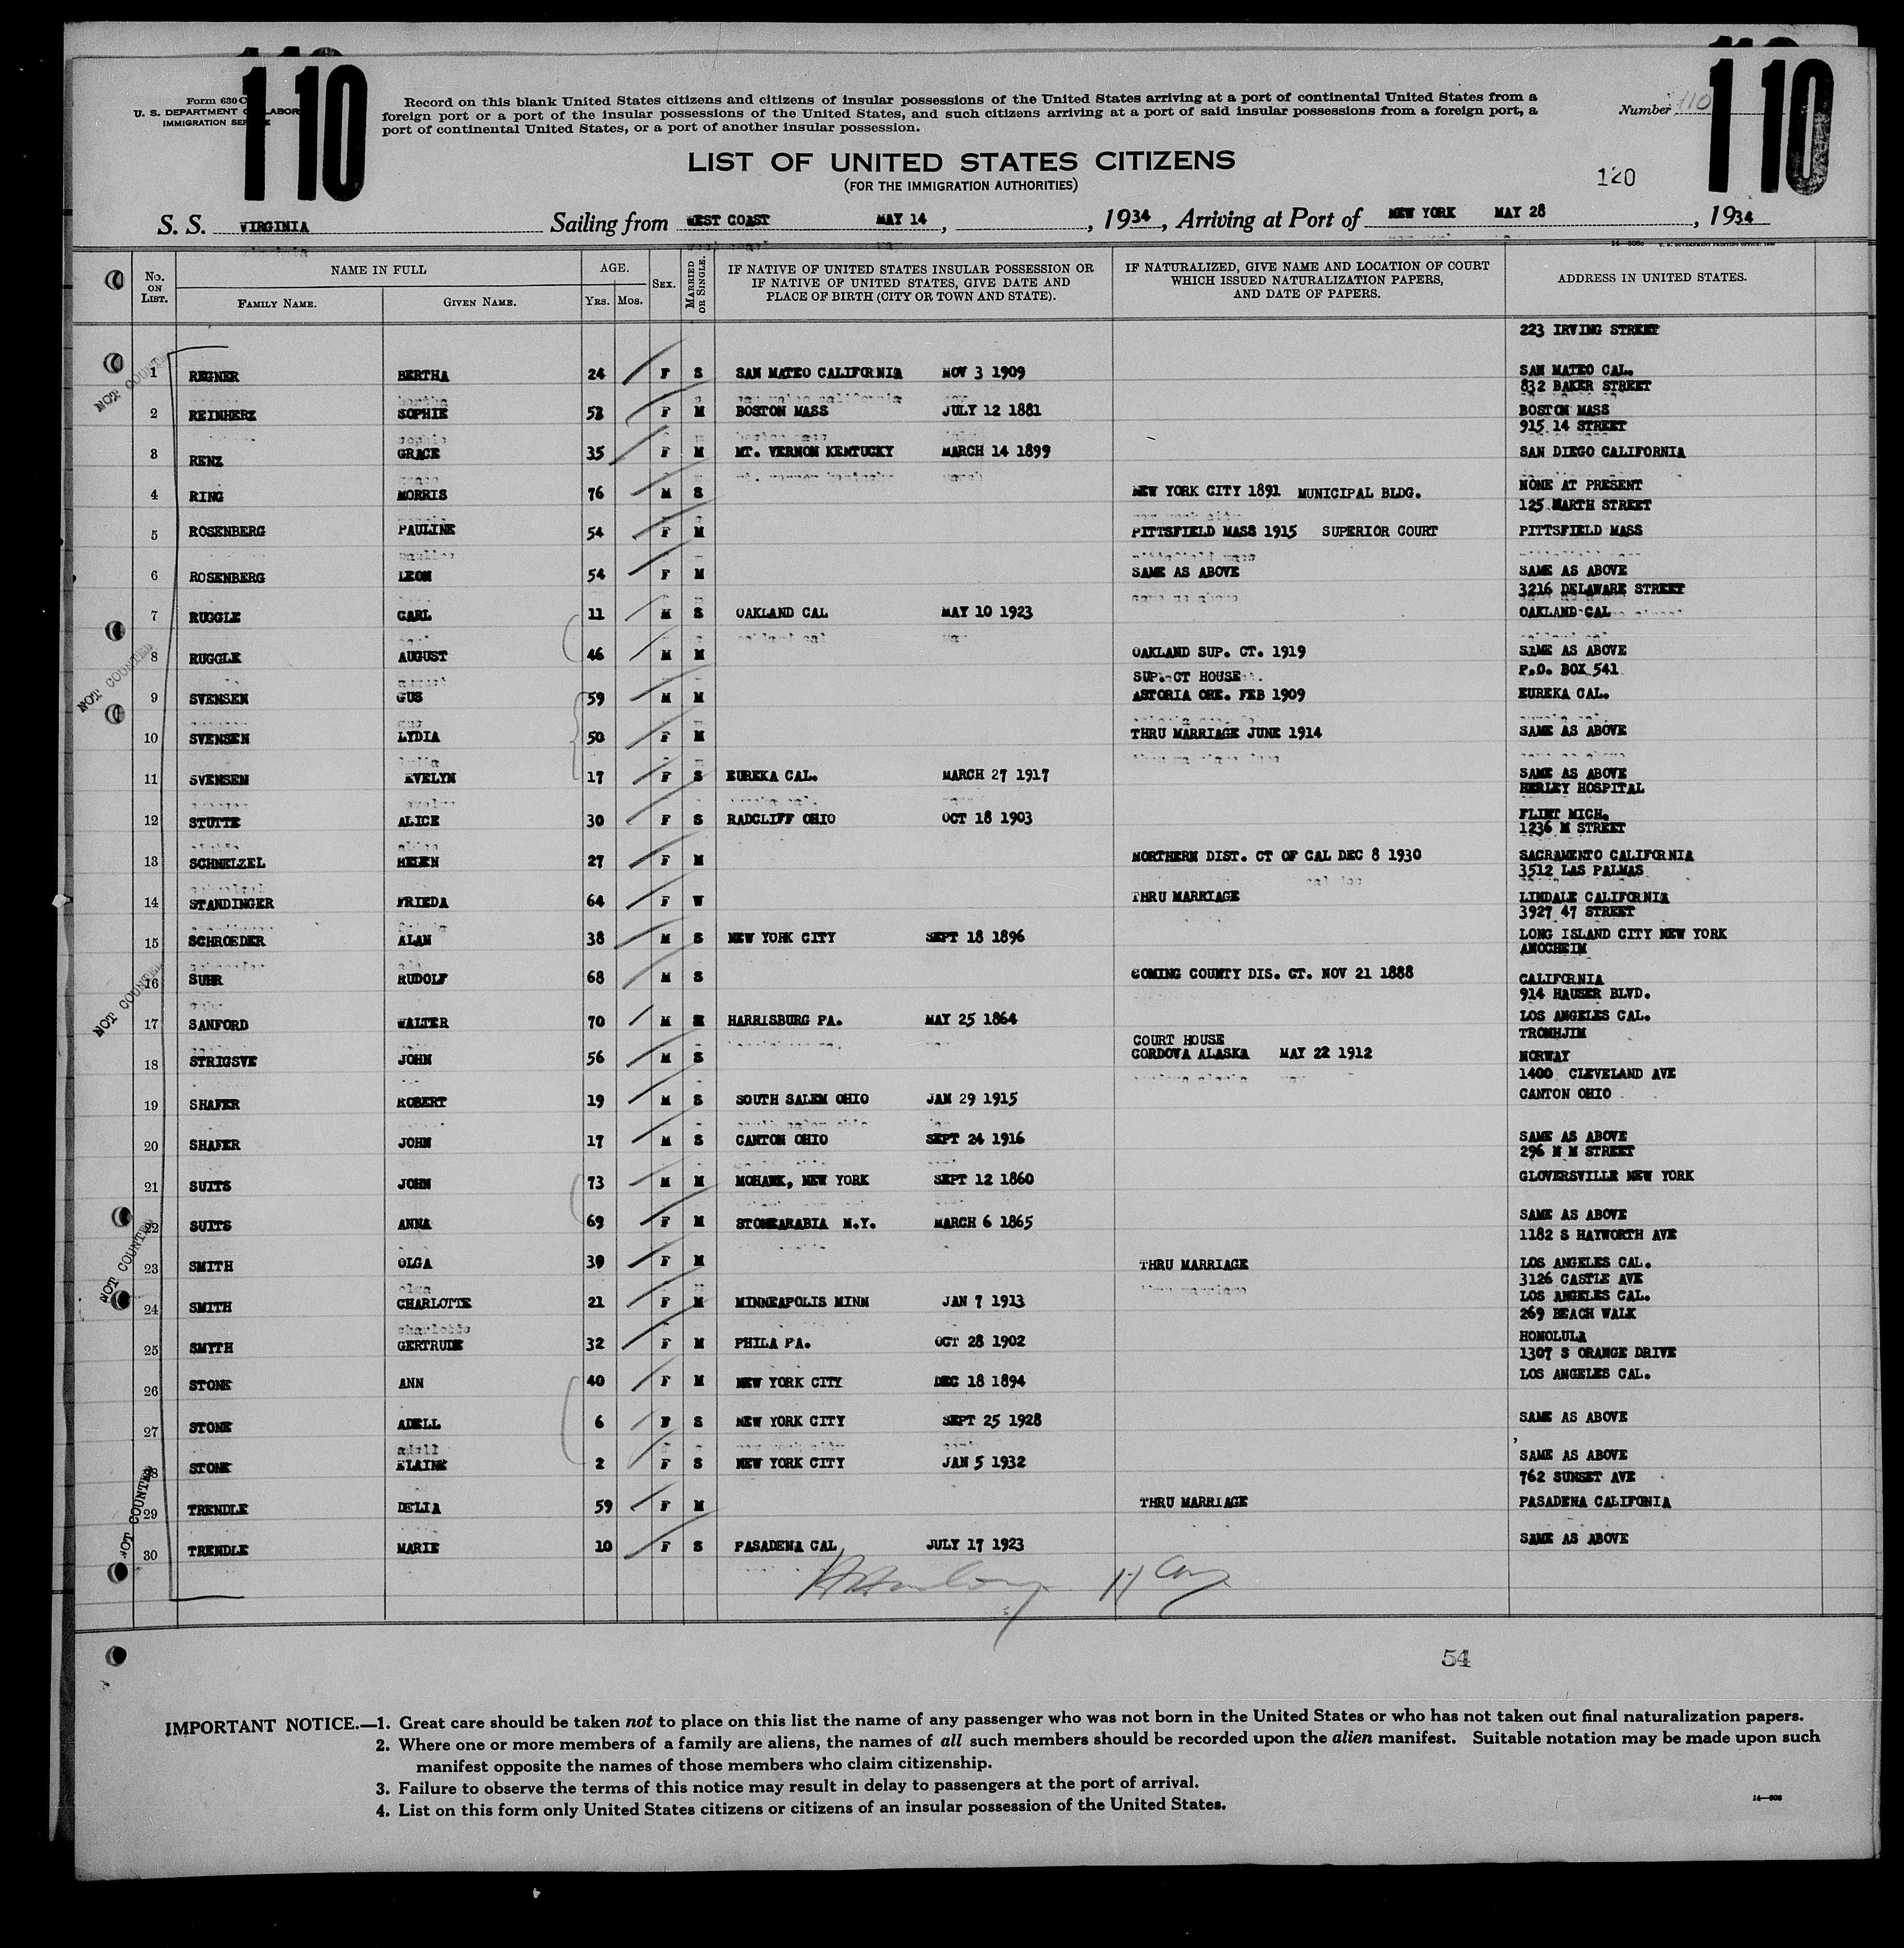 110
110
Form 630 C
U. S. DEPARTMENT OF LABOR
IMMIGRATION SERVICE
Record on this blank United States citizens and citizens of insular possessions of the United States arriving at a port of continental United States from a
foreign port or a port of the insular possessions of the United States, and such citizens arriving at a port of said insular possessions from a foreign port, a
port of continental United States, or a port of another insular possession.
Number 110
LIST OF UNITED STATES CITIZENS
(FOR THE IMMIGRATION AUTHORITIES)
120
S. S. VIRGINIA Sailing from WEST COAST MAY 14, , 1934, Arriving at Port of NEW YORK MAY 28, 1934
No. ON LIST. NAME IN FULL AGE. SEX. MARRIED OR SINGLE. IF NATIVE OF UNITED STATES INSULAR POSSESSION OR IF NATIVE OF UNITED STATES, GIVE DATE AND PLACE OF BIRTH (CITY OR TOWN AND STATE). IF NATURALIZED, GIVE NAME AND LOCATION OF COURT WHICH ISSUED NATURALIZATION PAPERS, AND DATE OF PAPERS. ADDRESS IN UNITED STATES.
FAMILY NAME. GIVEN NAME. YRS. MOS.
223 IRVING STREET
1 REGNER BERTHA 24 F S SAN MATEO CALIFORNIA NOV 3 1909 SAN MATEO CAL.
832 BAKER STREET
2 REINHERZ SOPHIE 53 F M BOSTON MASS JULY 12 1881 BOSTON MASS
915 14 STREET
3 RENZ GRACE 35 F M MT. VERNON KENTUCKY MARCH 14 1899 SAN DIEGO CALIFORNIA
4 RING MORRIS 76 M S NEW YORK CITY 1891 MUNICIPAL BLDG. NONE AT PRESENT
125 MARTH STREET
5 ROSENBERG PAULINE 54 F M PITTSFIELD MASS 1915 SUPERIOR COURT PITTSFIELD MASS
6 ROSENBERG LEON 54 F M SAME AS ABOVE SAME AS ABOVE
3216 DELAWARE STREET
7 RUGGLE CARL 11 M S OAKLAND CAL MAY 10 1923 OAKLAND CAL
8 RUGGLE AUGUST 46 M M OAKLAND SUP. CT. 1919 SAME AS ABOVE
SUP. CT HOUSE P.O. BOX 541
9 SVENSEN GUS 59 M M ASTORIA ORE. FEB 1909 EUREKA CAL.
10 SVENSEN LYDIA 50 F M THRU MARRIAGE JUNE 1914 SAME AS ABOVE
11 SVENSEN EVELYN 17 F S EUREKA CAL. MARCH 27 1917 SAME AS ABOVE
HERLEY HOSPITAL
12 STUTTE ALICE 30 F S RADCLIFF OHIO OCT 18 1903 FLINT MICH.
1236 M STREET
13 SCHNELZEL HELEN 27 F M NORTHERN DIST. CT OF CAL DEC 8 1930 SACRAMENTO CALIFORNIA
3512 LAS PALMAS
14 STANDINGER FRIEDA 64 F W THRU MARRIAGE LINDALE CALIFORNIA
3927 47 STREET
15 SCHROEDER ALAN 38 M S NEW YORK CITY SEPT 18 1896 LONG ISLAND CITY NEW YORK
ANOCHEIM
16 SUHR RUDOLF 68 M S COMING COUNTY DIS. CT. NOV 21 1888 CALIFORNIA
914 HAUSER BLVD.
17 SANFORD WALTER 70 M HARRISBURG PA. MAY 25 1864 LOS ANGELES CAL.
COURT HOUSE TROMHJIM
18 STRIGSVE JOHN 56 M S CORDOVA ALASKA MAY 22 1912 NORWAY
1400 CLEVELAND AVE
19 SHAFER ROBERT 19 M S SOUTH SALEM OHIO JAN 29 1915 CANTON OHIO
20 SHAFER JOHN 17 M S CANTON OHIO SEPT 24 1916 SAME AS ABOVE
296 N M STREET
21 SUITS JOHN 73 M M MOHAWK, NEW YORK SEPT 12 1860 GLOVERSVILLE NEW YORK
22 SUITS ANNA 69 F M STONEARABIA N.Y. MARCH 6 1865 SAME AS ABOVE
1182 S HAYWORTH AVE
23 SMITH OLGA 30 F M THRU MARRIAGE LOS ANGELES CAL.
3126 CASTLE AVE
24 SMITH CHARLOTTE 21 F M MINNEAPOLIS MINN JAN 7 1913 LOS ANGELES CAL.
269 BEACH WALK
25 SMYTH GERTRUDE 32 F M PHILA PA. OCT 28 1902 HONOLULA
1307 S ORANGE DRIVE
26 STONE ANN 40 F M NEW YORK CITY DEC 18 1894 LOS ANGELES CAL.
27 STONE ADELL 6 F S NEW YORK CITY SEPT 25 1928 SAME AS ABOVE
28 STONE ELAINE 2 F S NEW YORK CITY JAN 5 1932 SAME AS ABOVE
762 SUNSET AVE
29 TRENDLE DELIA 59 F M THRU MARRIAGE PASADENA CALIFONIA
30 TRENDLE MARIE 10 F S PASADENA CAL JULY 17 1923 SAME AS ABOVE
NOT COUNTED
NOT COUNTED
NOT COUNTED
NOT COUNTED
NOT COUNTED
54
IMPORTANT NOTICE.—1. Great care should be taken not to place on this list the name of any passenger who was not born in the United States or who has not taken out final naturalization papers.
2. Where one or more members of a family are aliens, the names of all such members should be recorded upon the alien manifest. Suitable notation may be made upon such
manifest opposite the names of those members who claim citizenship.
3. Failure to observe the terms of this notice may result in delay to passengers at the port of arrival.
4. List on this form only United States citizens or citizens of an insular possession of the United States.
14—608